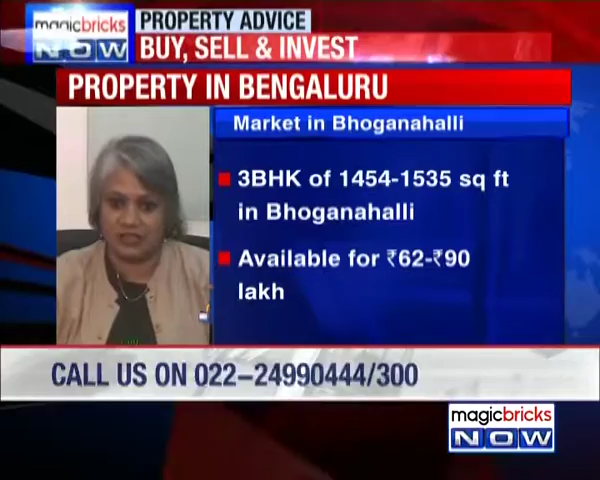 magicbricks
NOW
PROPERTY ADVICE
BUY, SELL & INVEST
PROPERTY IN BENGALURU
Market in Bhoganahalli
3BHK of 1454-1535 sq ft
in Bhoganahalli
Available for ₹62-₹90
lakh
CALL US ON 022–24990444/300
magicbricks
NOW